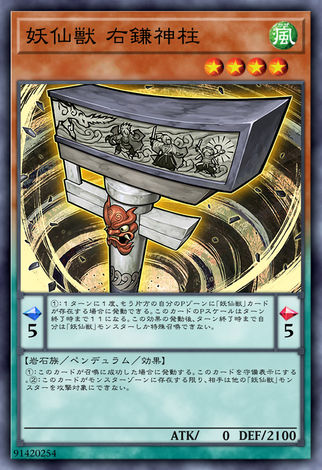 妖仙獣 右鎌神柱
風
①：１ターンに１度、もう片方の自分のＰゾーンに「妖仙獣」カード
が存在する場合に発動できる。このカードのＰスケールはターン
終了時まで１１になる。この効果の発動後、ターン終了時まで自
分は「妖仙獣」モンスターしか特殊召喚できない。
5
5
【岩石族／ペンデュラム／効果】
①：このカードが召喚に成功した場合に発動する。このカードを守備表示にす
る。②：このカードがモンスターゾーンに存在する限り、相手は他の「妖仙獣」モン
スターを攻撃対象にできない。
ATK/ 0 DEF/2100
91420254